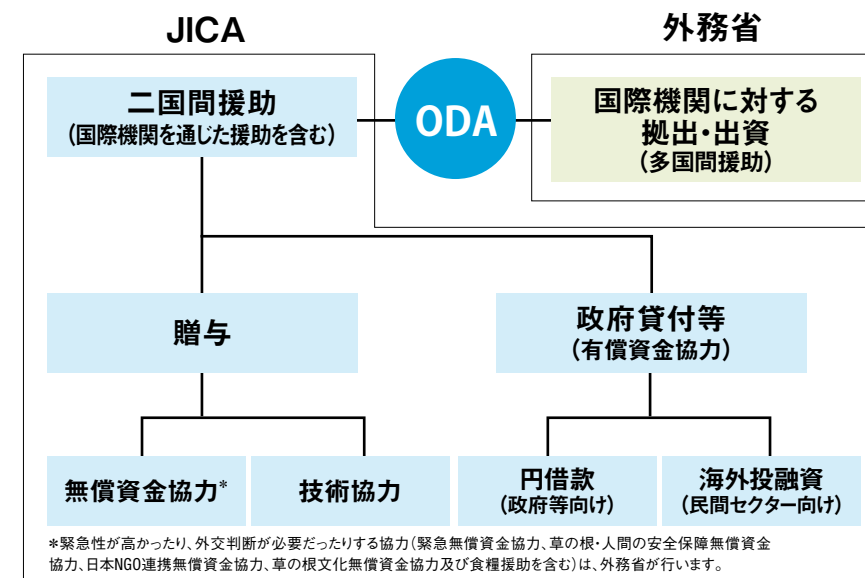 JICA
外務省
二国間援助
(国際機関を通じた援助を含む)
ODA
国際機関に対する
拠出・出資
(多国間援助)
贈与
政府貸付等
(有償資金協力)
無償資金協力*
技術協力
円借款
(政府等向け)
海外投融資
(民間セクター向け)
*緊急性が高かったり、外交判断が必要だったりする協力(緊急無償資金協力、草の根・人間の安全保障無償資金
協力、日本NGO連携無償資金協力、草の根文化無償資金協力及び食糧援助を含む)は、外務省が行います。